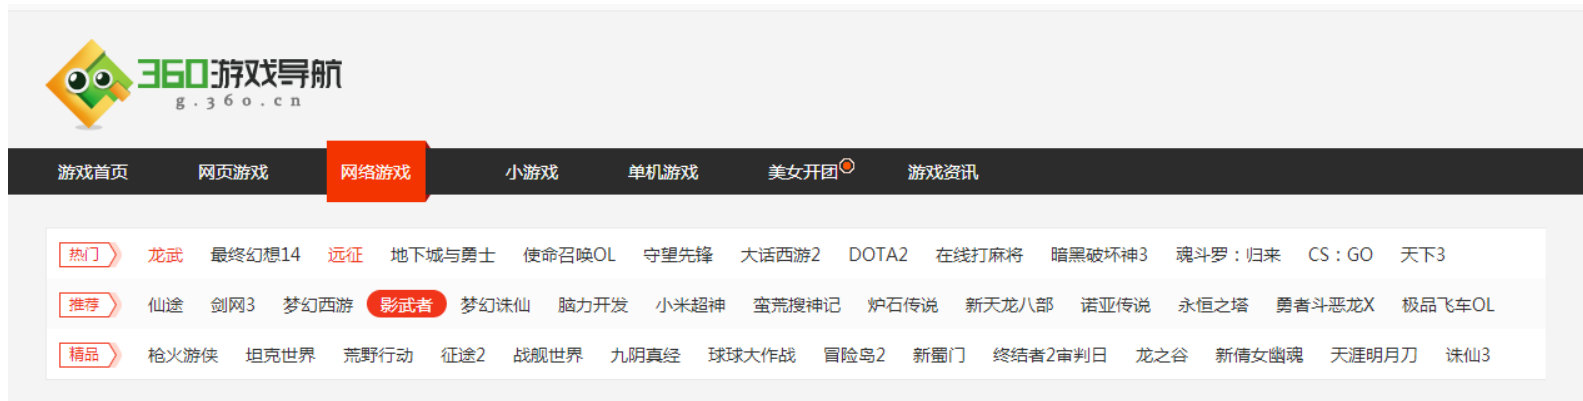 360游戏导航
g.360.cn
游戏首页 网页游戏 网络游戏 小游戏 单机游戏 美女开团 游戏资讯
热门 龙武 最终幻想14 远征 地下城与勇士 使命召唤OL 守望先锋 大话西游2 DOTA2 在线打麻将 暗黑破坏神3 魂斗罗：归来 CS：GO 天下3
推荐 仙途 剑网3 梦幻西游 影武者 梦幻诛仙 脑力开发 小米超神 蛮荒搜神记 炉石传说 新天龙八部 诺亚传说 永恒之塔 勇者斗恶龙X 极品飞车OL
精品 枪火游侠 坦克世界 荒野行动 征途2 战舰世界 九阴真经 球球大作战 冒险岛2 新蜀门 终结者2审判日 龙之谷 新倩女幽魂 天涯明月刀 诛仙3